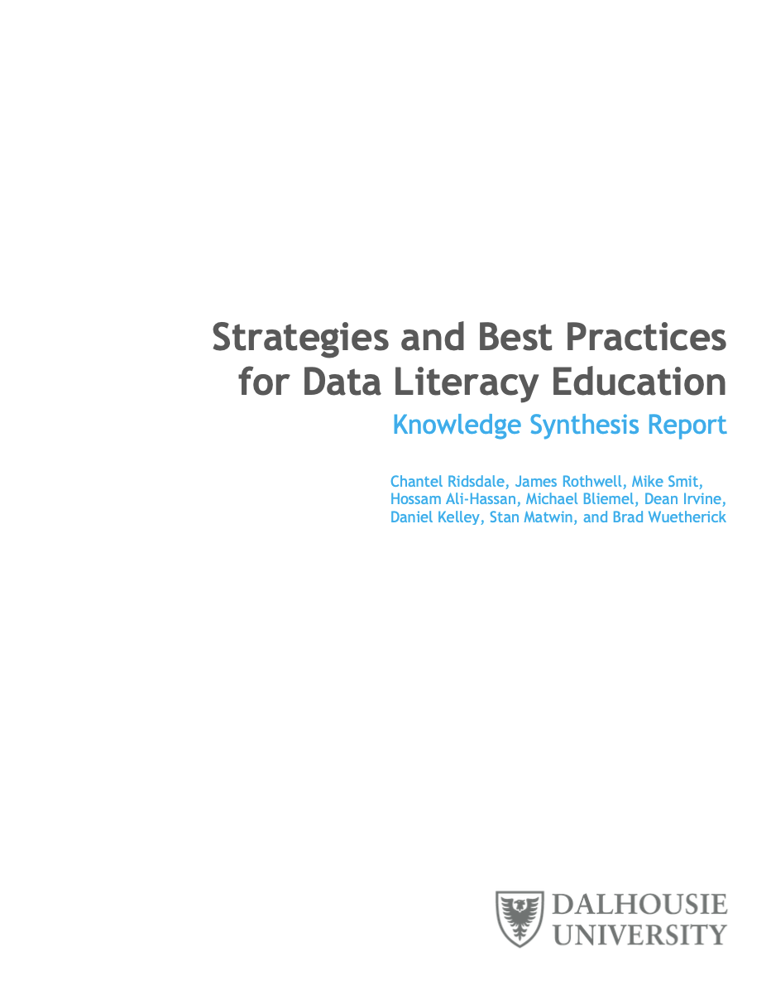 Strategies and Best Practices
for Data Literacy Education
Knowledge Synthesis Report
Chantel Ridsdale, James Rothwell, Mike Smit,
Hossam Ali-Hassan, Michael Bliemel, Dean Irvine,
Daniel Kelley, Stan Matwin, and Brad Wuetherick
DALHOUSIE
UNIVERSITY